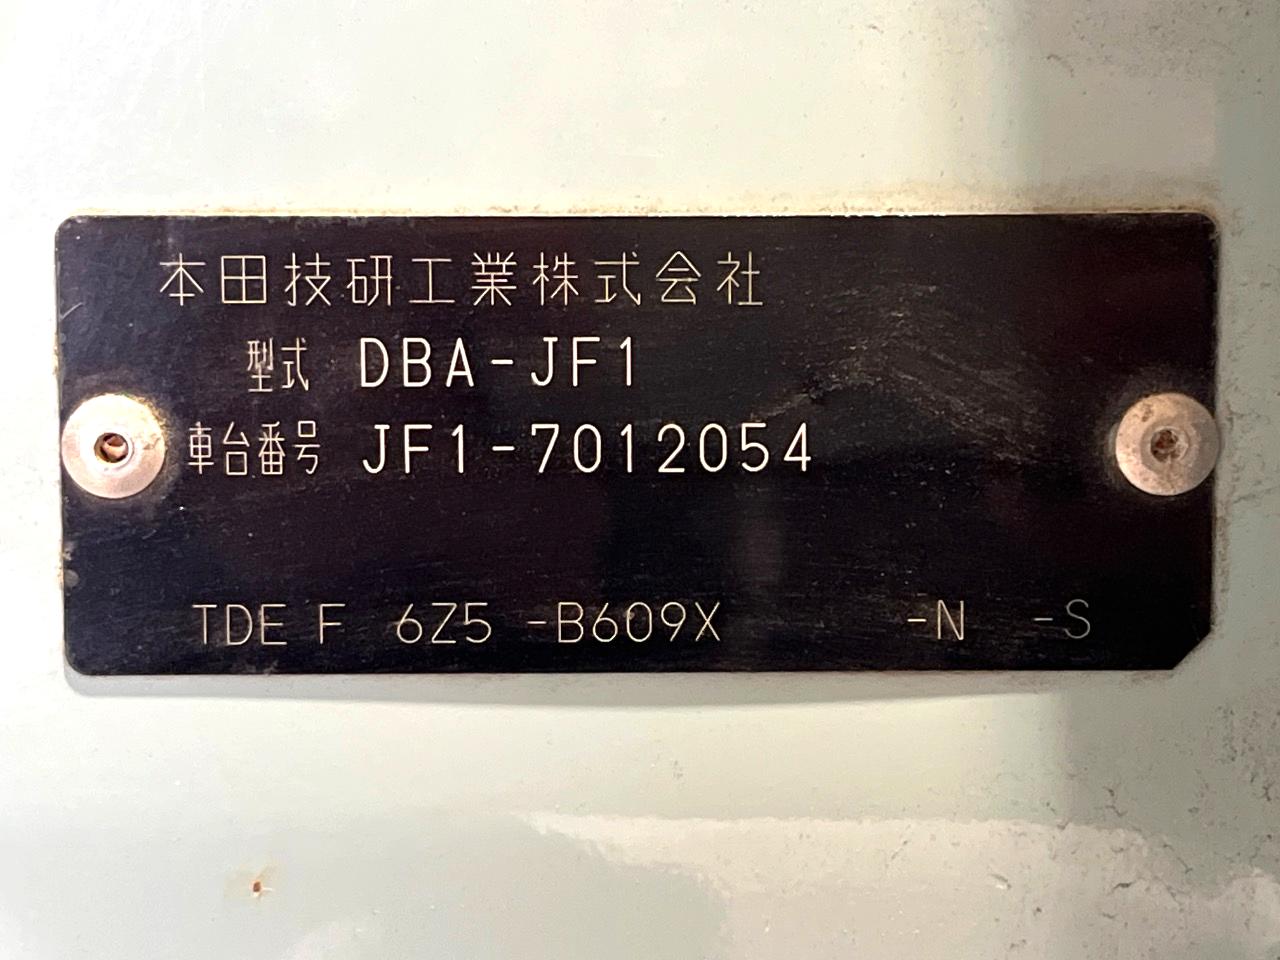 本田技研工業株式会社
型式 DBA-JF1
車台番号 JF1-7012054
TDE F 6Z5 -B609X -N -S